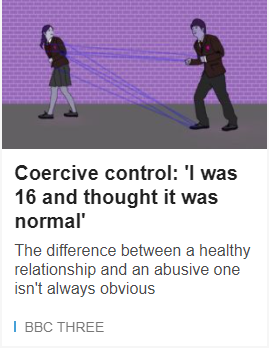 Coercive control: 'I was
16 and thought it was
normal'
The difference between a healthy
relationship and an abusive one
isn't always obvious
BBC THREE